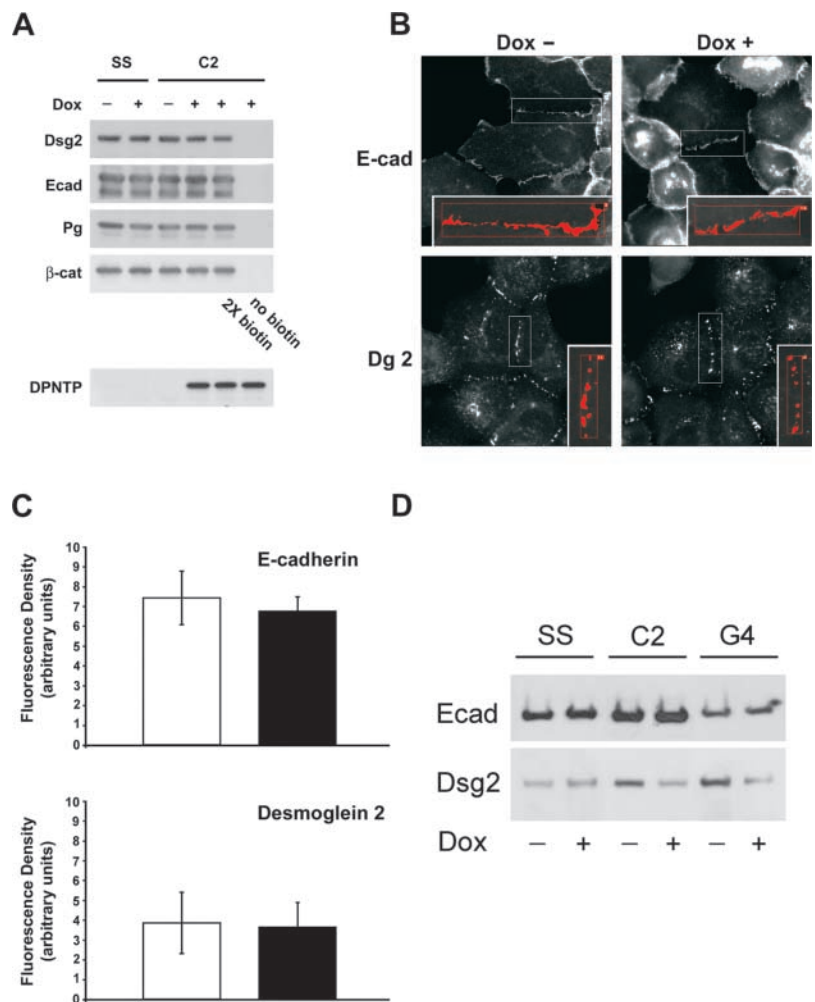 A
SS C2
Dox – + – + + +
Dsg2
Ecad
Pg
β-cat
2X biotin
no biotin
DPNTP
B
Dox – Dox +
E-cad
Dg 2
C
Fluorescence Density
(arbitrary units)
10
9
8
7
6
5
4
3
2
1
0
E-cadherin
Fluorescence Density
(arbitrary units)
10
9
8
7
6
5
4
3
2
1
0
Desmoglein 2
D
SS C2 G4
Ecad
Dsg2
Dox – + – + – +